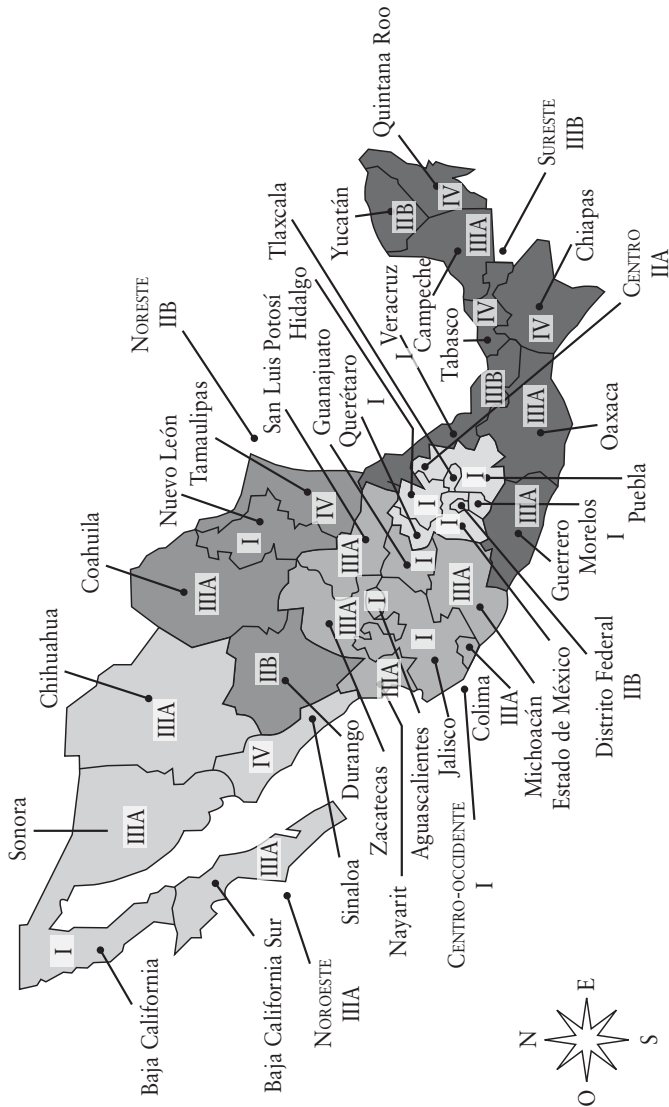 Sonora
Chihuahua
Coahuila
Nuevo León
Tamaulipas
NORESTE
IIB
San Luis Potosí
Hidalgo
Guanajuato
Querétaro
I
Tlaxcala
Veracruz
I
Campeche
Tabasco
Yucatán
Quintana Roo
SURESTE
IIIB
Chiapas
CENTRO
IIA
Oaxaca
Puebla
Morelos
I
Guerrero
Distrito Federal
IIB
Estado de México
Michoacán
Colima
IIIA
Jalisco
CENTRO-OCCIDENTE
I
Aguascalientes
Nayarit
Zacatecas
Durango
Sinaloa
NOROESTE
IIIA
Baja California Sur
Baja California
I
IIIA
IIIA
IIIA
IIIA
I
IV
IIB
IV
IIIA
IIIA
I
IIIA
I
I
IIIA
I
I
I
IIIA
IIIA
IIIB
IV
IV
IIIA
IIB
IV
N
O
E
S